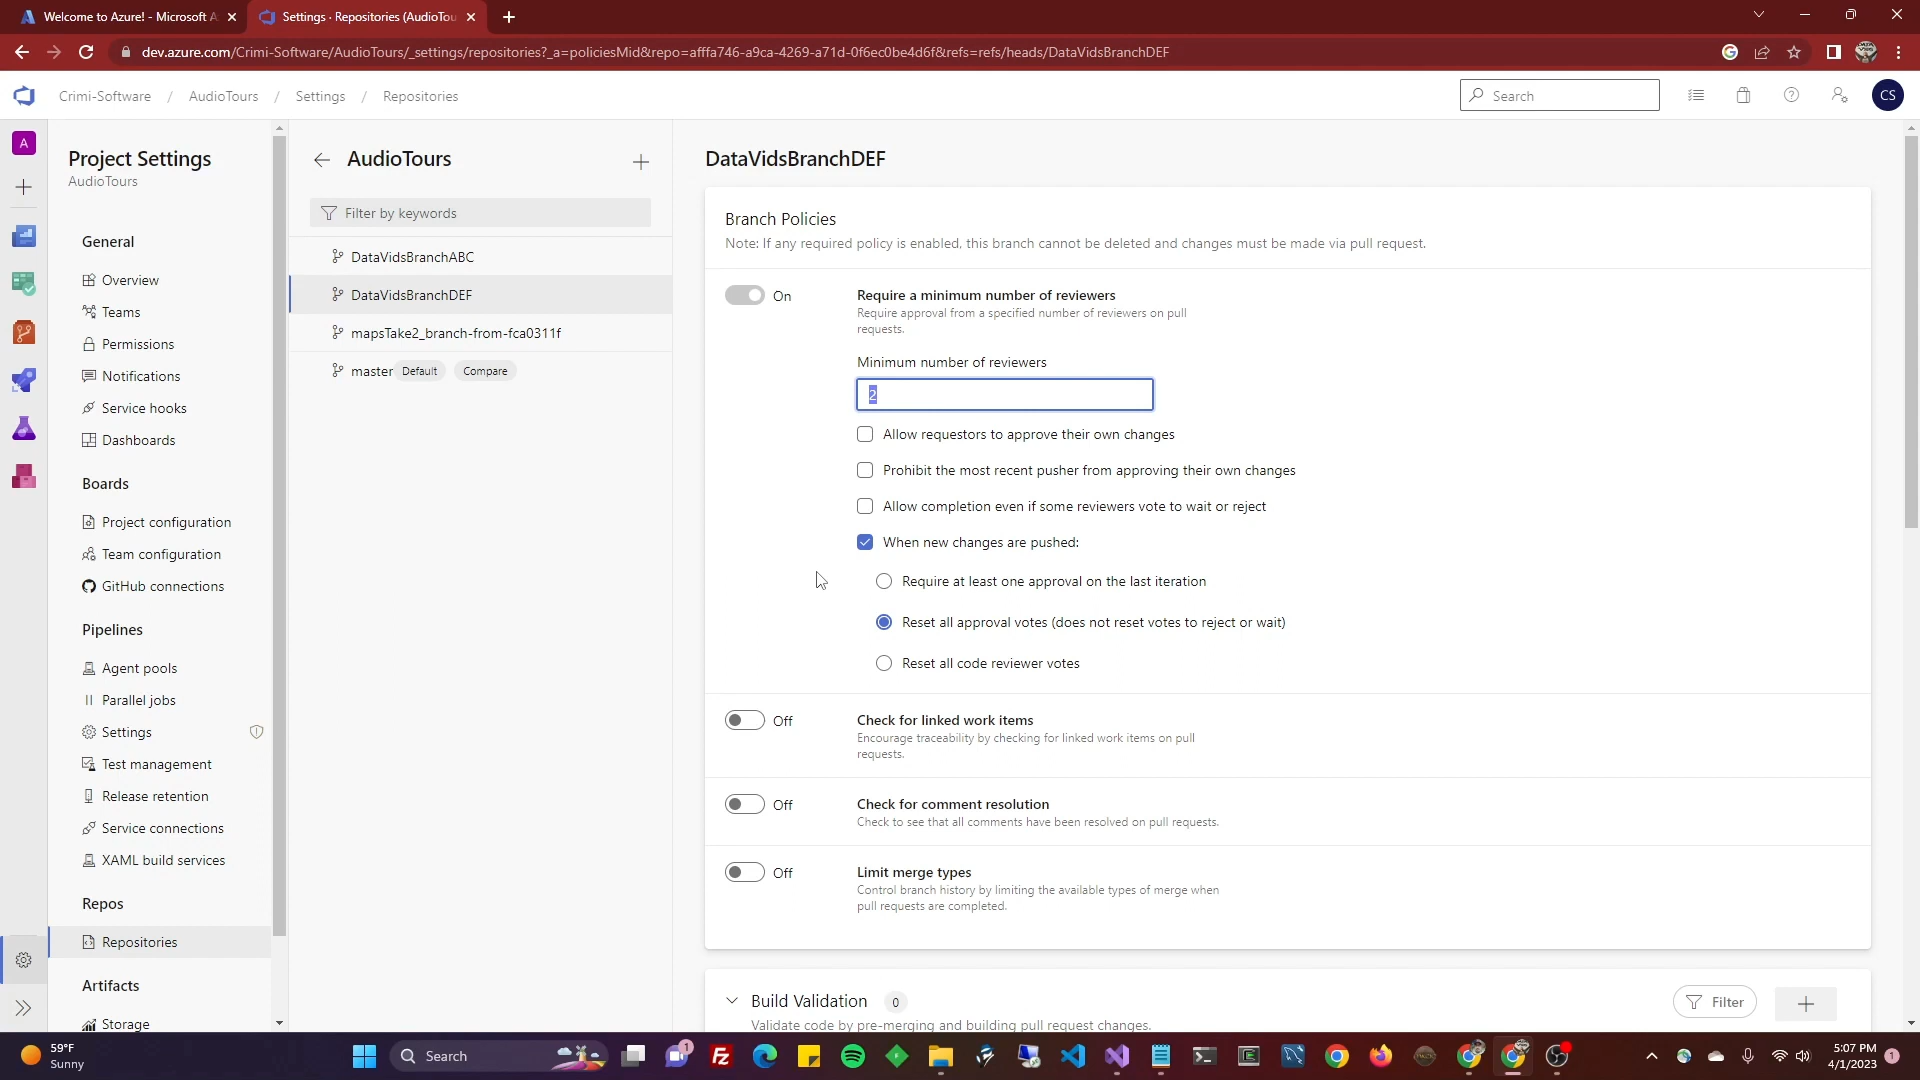 Welcome to Azure! - Microsoft A
Settings · Repositories (AudioTou
dev.azure.com/Crimi-Software/AudioTours/_settings/repositories?_a=policiesMid&repo=afffa746-a9ca-4269-a71d-0f6ec0be4d6f&refs=refs/heads/DataVidsBranchDEF
Crimi-Software / AudioTours / Settings / Repositories
Search
CS
A
Project Settings
AudioTours
General
Overview
Teams
Permissions
Notifications
Service hooks
Dashboards
Boards
Project configuration
Team configuration
GitHub connections
Pipelines
Agent pools
Parallel jobs
Settings
Test management
Release retention
Service connections
XAML build services
Repos
Repositories
Artifacts
Storage
AudioTours
Filter by keywords
DataVidsBranchABC
DataVidsBranchDEF
mapsTake2_branch-from-fca0311f
master Default Compare
DataVidsBranchDEF
Branch Policies
Note: If any required policy is enabled, this branch cannot be deleted and changes must be made via pull request.
On
Require a minimum number of reviewers
Require approval from a specified number of reviewers on pull
requests.
Minimum number of reviewers
2
Allow requestors to approve their own changes
Prohibit the most recent pusher from approving their own changes
Allow completion even if some reviewers vote to wait or reject
When new changes are pushed:
Require at least one approval on the last iteration
Reset all approval votes (does not reset votes to reject or wait)
Reset all code reviewer votes
Off
Check for linked work items
Encourage traceability by checking for linked work items on pull
requests.
Off
Check for comment resolution
Check to see that all comments have been resolved on pull requests.
Off
Limit merge types
Control branch history by limiting the available types of merge when
pull requests are completed.
Build Validation 0
Filter
Validate code by pre-merging and building pull request changes.
59°F
Sunny
Search
1
5:07 PM
4/1/2023
1